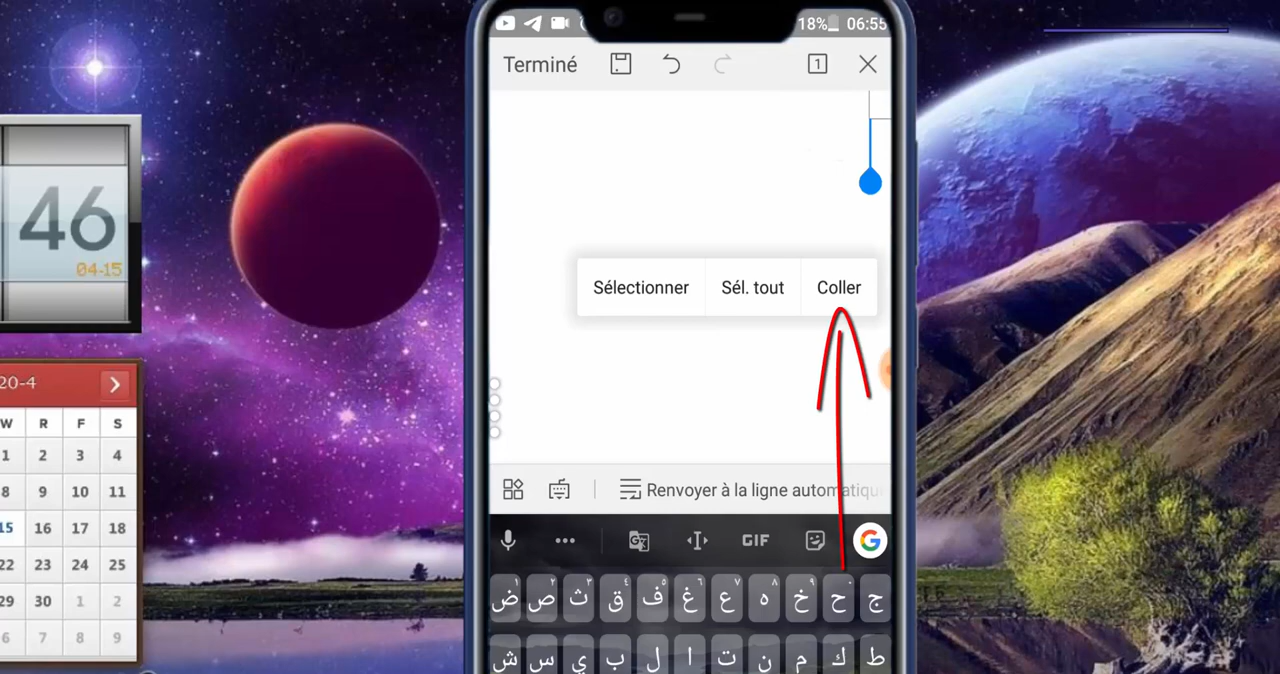 18% 06:55
Terminé 1
46
04-15
Sélectionner Sél. tout Coller
20-4
W R F S
1 2 3 4
8 9 10 11
15 16 17 18
22 23 24 25
29 30 1 2
6 7 8 9
Renvoyer à la ligne automatiqu
GIF G
ض ص ث ق ف غ ع ه خ ح ج
ش س ي ب ل ا ت ن م ك ط